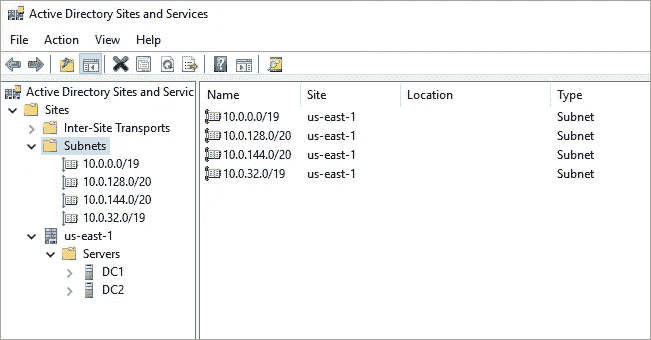 Active Directory Sites and Services
File Action View Help
Active Directory Sites and Servic
Sites
Inter-Site Transports
Subnets
10.0.0.0/19
10.0.128.0/20
10.0.144.0/20
10.0.32.0/19
us-east-1
Servers
DC1
DC2
Name Site Location Type
10.0.0.0/19 us-east-1 Subnet
10.0.128.0/20 us-east-1 Subnet
10.0.144.0/20 us-east-1 Subnet
10.0.32.0/19 us-east-1 Subnet